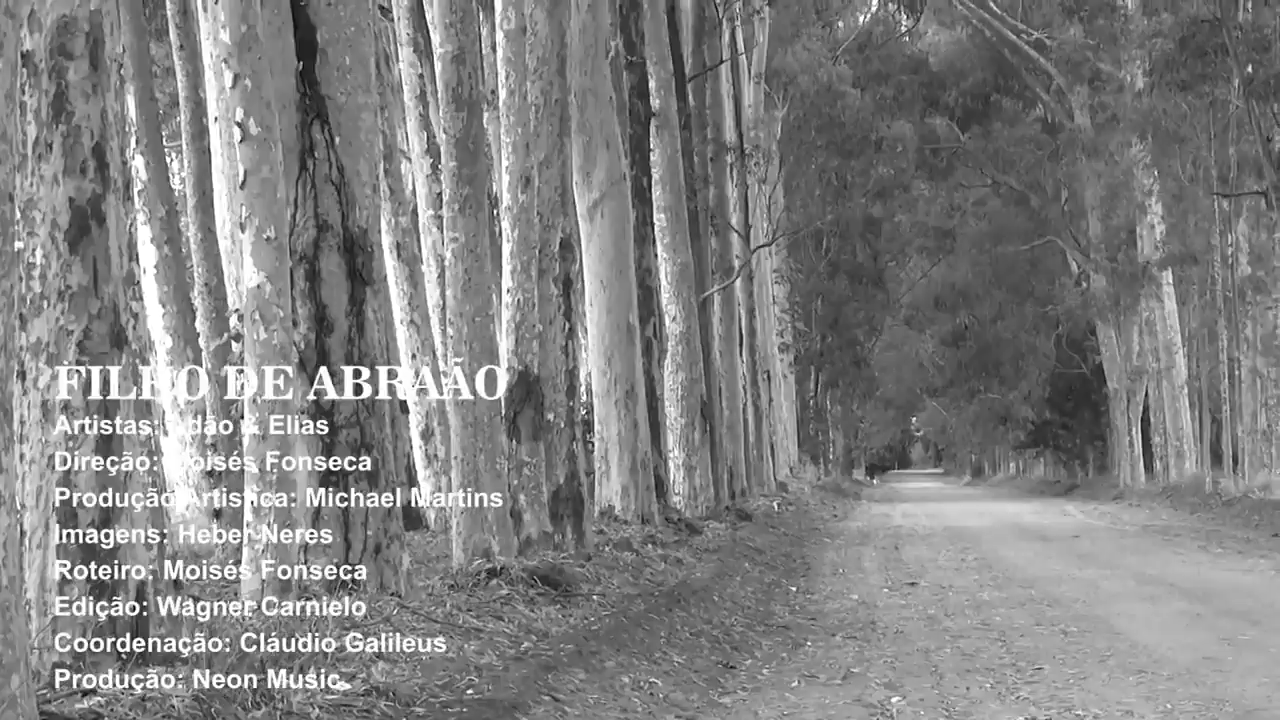 FILHO DE ABRAÃO
Artistas: Adão & Elias
Direção: Moisés Fonseca
Produção Artistica: Michael Martins
Imagens: Heber Neres
Roteiro: Moisés Fonseca
Edição: Wagner Carnielo
Coordenação: Cláudio Galileus
Produção: Neon Music